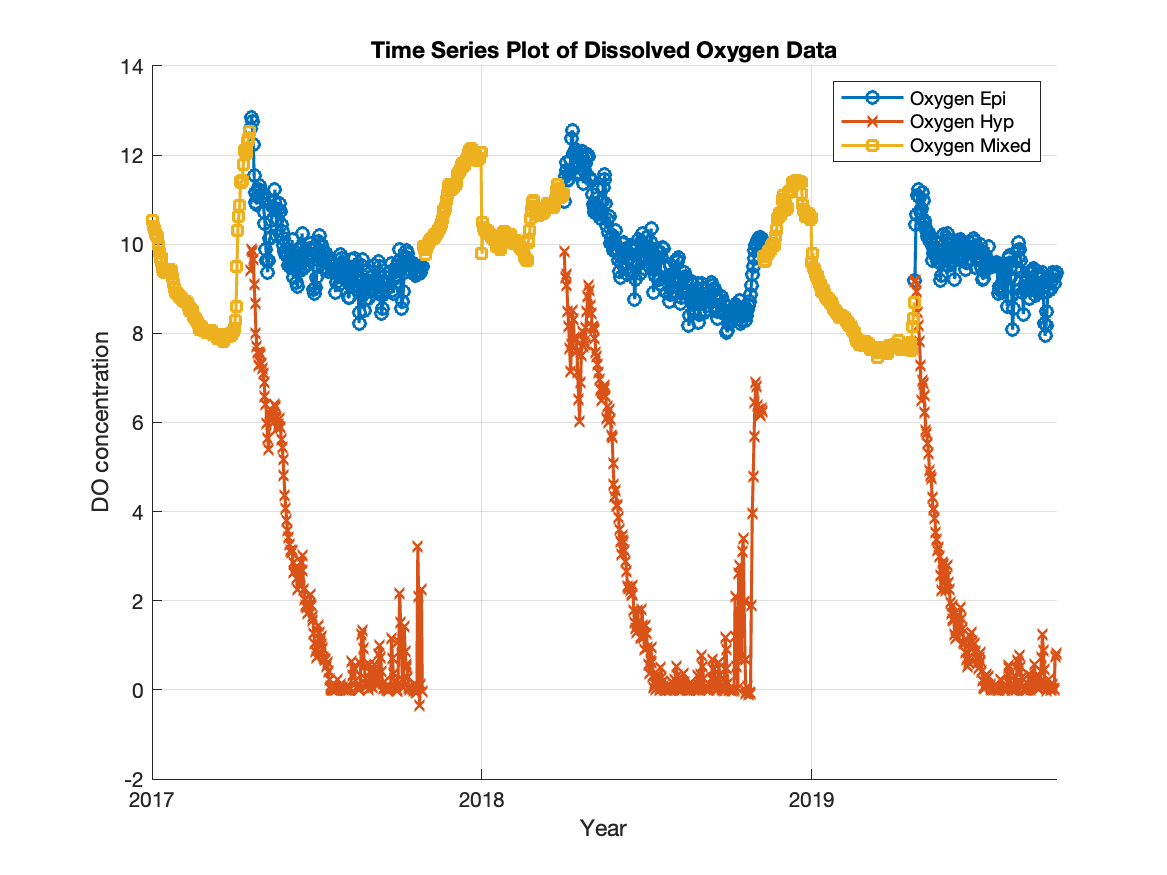 Time Series Plot of Dissolved Oxygen Data
14
12
10
8
6
4
2
0
-2
DO concentration
Oxygen Epi
Oxygen Hyp
Oxygen Mixed
2017
2018
2019
Year